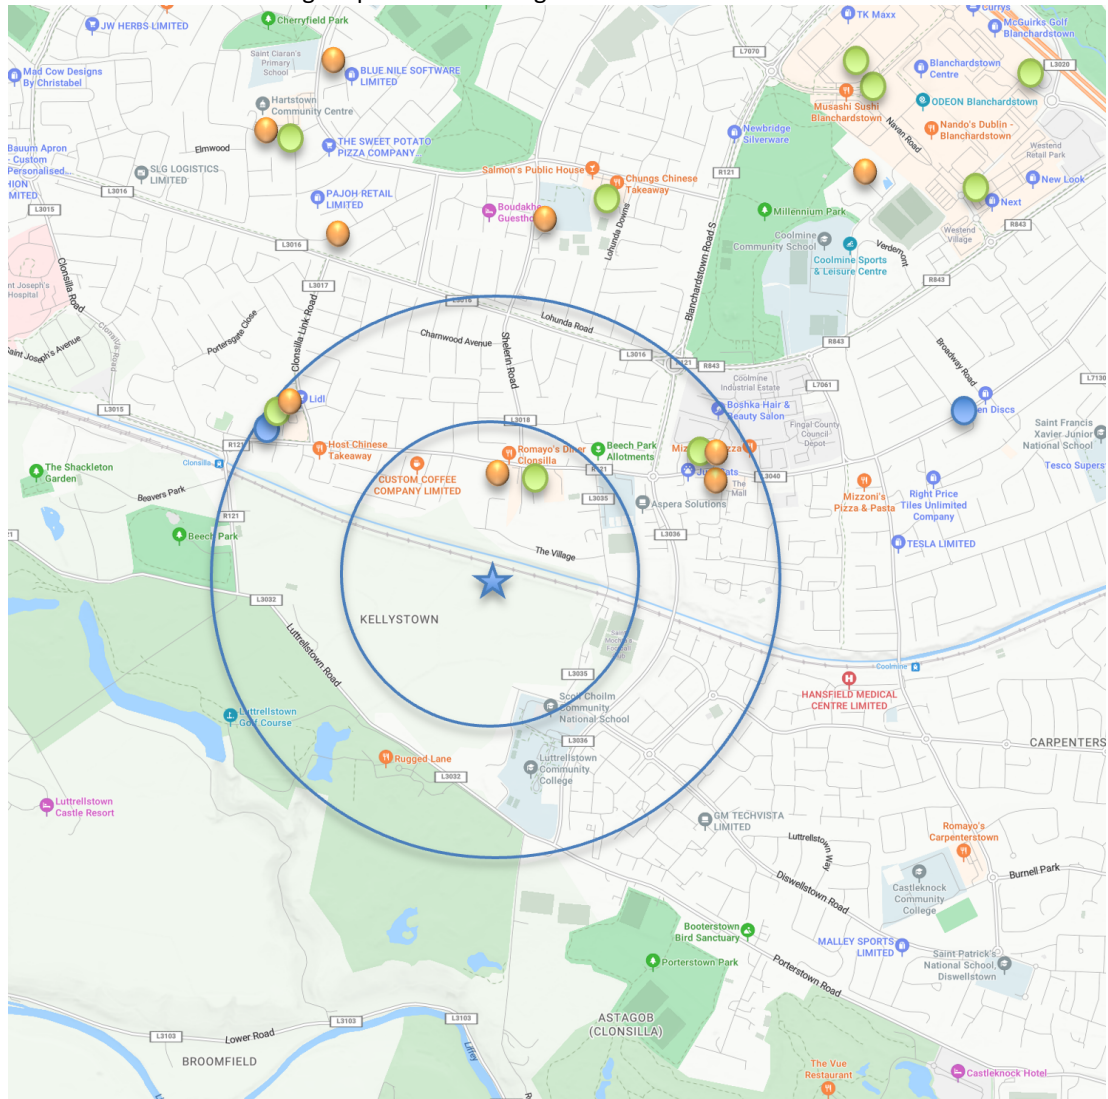 JW HERBS LIMITED
Cherryfield Park
TK Maxx
Currys
McGuirks Golf
Blanchardstown
L7070
L3020
Saint Ciaran's
Primary
School
Mad Cow Designs
By Christabel
BLUE NILE SOFTWARE
LIMITED
Blanchardstown
Centre
ODEON Blanchardstown
Hartstown
Community Centre
Musashi Sushi
Blanchardstown
Nando's Dublin -
Blanchardstown
Navan Road
Newbridge
Silverware
Westend
Retail Park
Bauum Apron
- Custom
Personalised..
Elmwood
THE SWEET POTATO
PIZZA COMPANY
SLG LOGISTICS
LIMITED
Salmon's Public House
Chungs Chinese
Takeaway
R121
New Look
L3016
L3015
PAJOH RETAIL
LIMITED
Next
Lohunda Downs
Millennium Park
R843
Westend
Village
L3016
Coolmine
Community School
Verdemont
Coolmine Sports
& Leisure Centre
Clonsilla Road
L3017
R843
Blanchardstown Road S
Clonsilla Link Road
Portersgate Close
L3016
Lohunda Road
Charnwood Avenue
Shelerin Road
L3016
R121
R843
R843
Broadway Road
Coolmine
Industrial Estate
L7061
L3015
Lidl
Boshka Hair &
Beauty Salon
Fingal County
Council
Depot
Saint Francis
Xavier Junior
National School
L3018
R121
Clonsilla
Host Chinese
Takeaway
Romayo's Diner
Clonsilla
Beech Park
Allotments
R121
CUSTOM COFFEE
COMPANY LIMITED
The Shackleton
Garden
The
Mall
L3040
Beavers Park
L3035
Aspera Solutions
Mizzoni's
Pizza & Pasta
Right Price
Tiles Unlimited
Company
R121
Beech Park
L3036
TESLA LIMITED
The Village
L3032
KELLYSTOWN
Luttrellstown Road
Coolmine
L3035
HANSFIELD MEDICAL
CENTRE LIMITED
Scoil Choilm
Community
National School
Luttrellstown
Golf Course
L3036
CARPENTERS
Rugged Lane
L3032
Luttrellstown
Community
College
Luttrellstown
Castle Resort
GM TECHVISTA
LIMITED
Luttrellstown
Way
Romayo's
Carpenterstown
Diswellstown Road
Castleknock
Community
College
Burnell Park
Booterstown
Bird Sanctuary
MALLEY SPORTS
LIMITED
Porterstown Park
Porterstown Road
Saint Patrick's
National School,
Diswellstown
L3103
L3103
L3103
Lower Road
ASTAGOB
(CLONSILLA)
BROOMFIELD
Liffey
The Vue
Restaurant
Castleknock Hotel